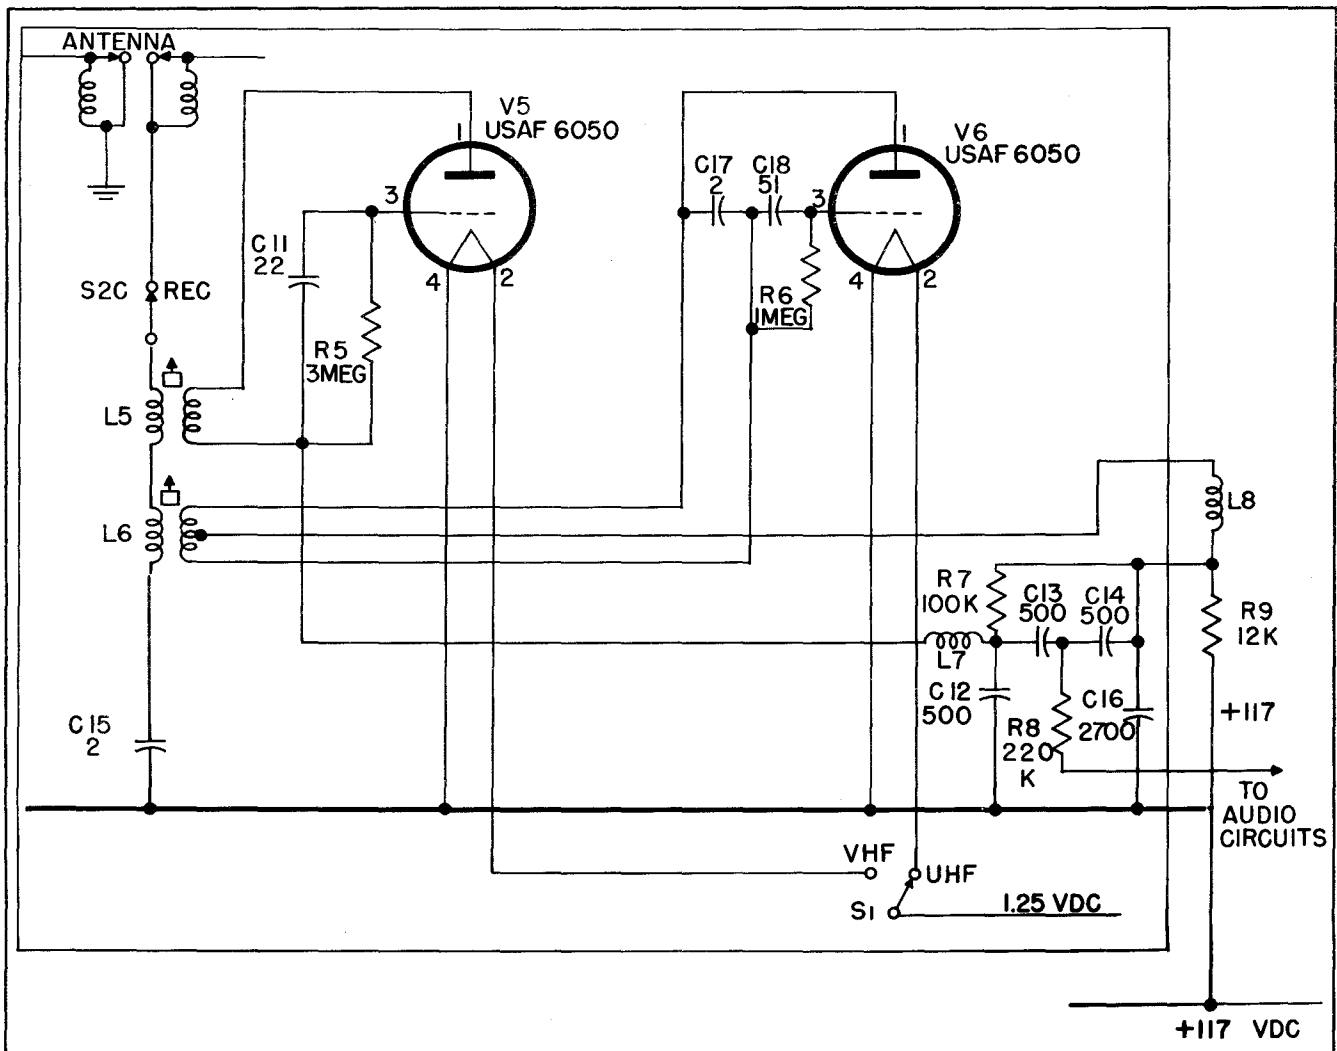 ANTENNA
V5
USAF 6050
1
3
4
2
V6
USAF 6050
1
3
4
2
C17
2
C18
51
C11
22
R5
3MEG
R6
1MEG
S2C
REC
L5
L6
L8
R7
100K
C13
500
C14
500
R9
12K
L7
C12
500
R8
220
K
C16
2700
+117
C15
2
TO
AUDIO
CIRCUITS
VHF
UHF
S1
1.25 VDC
+117 VDC